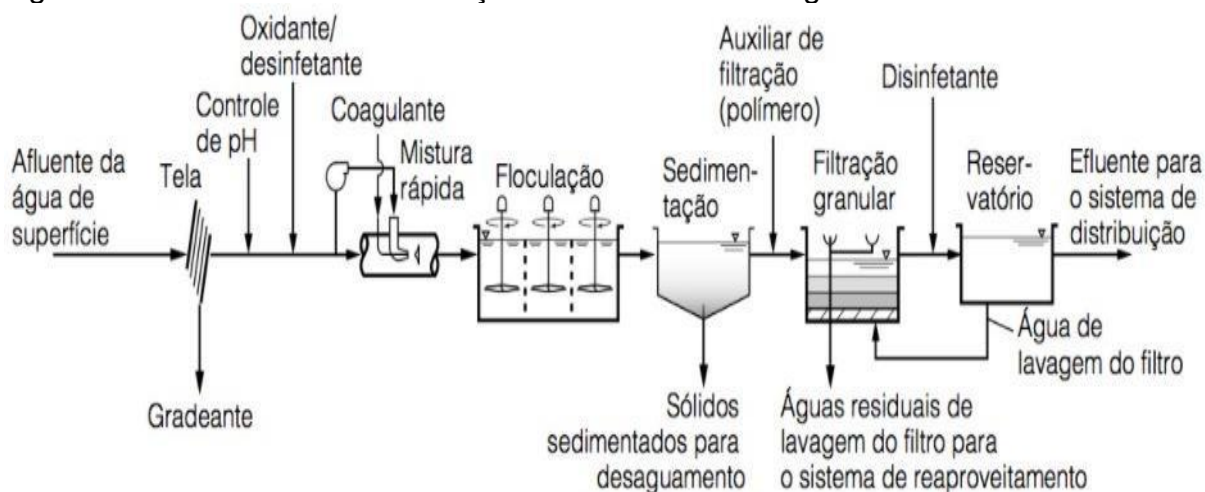 Oxidante/
desinfetante
Controle
de pH
Coagulante
Mistura
rápida
Afluente da
água de
superfície
Tela
Gradeante
Floculação
Sedimen-
tação
Sólidos
sedimentados para
desaguamento
Auxiliar de
filtração
(polímero)
Filtração
granular
Águas residuais de
lavagem do filtro para
o sistema de reaproveitamento
Disinfetante
Reser-
vatório
Água de
lavagem do filtro
Efluente para
o sistema de
distribuição